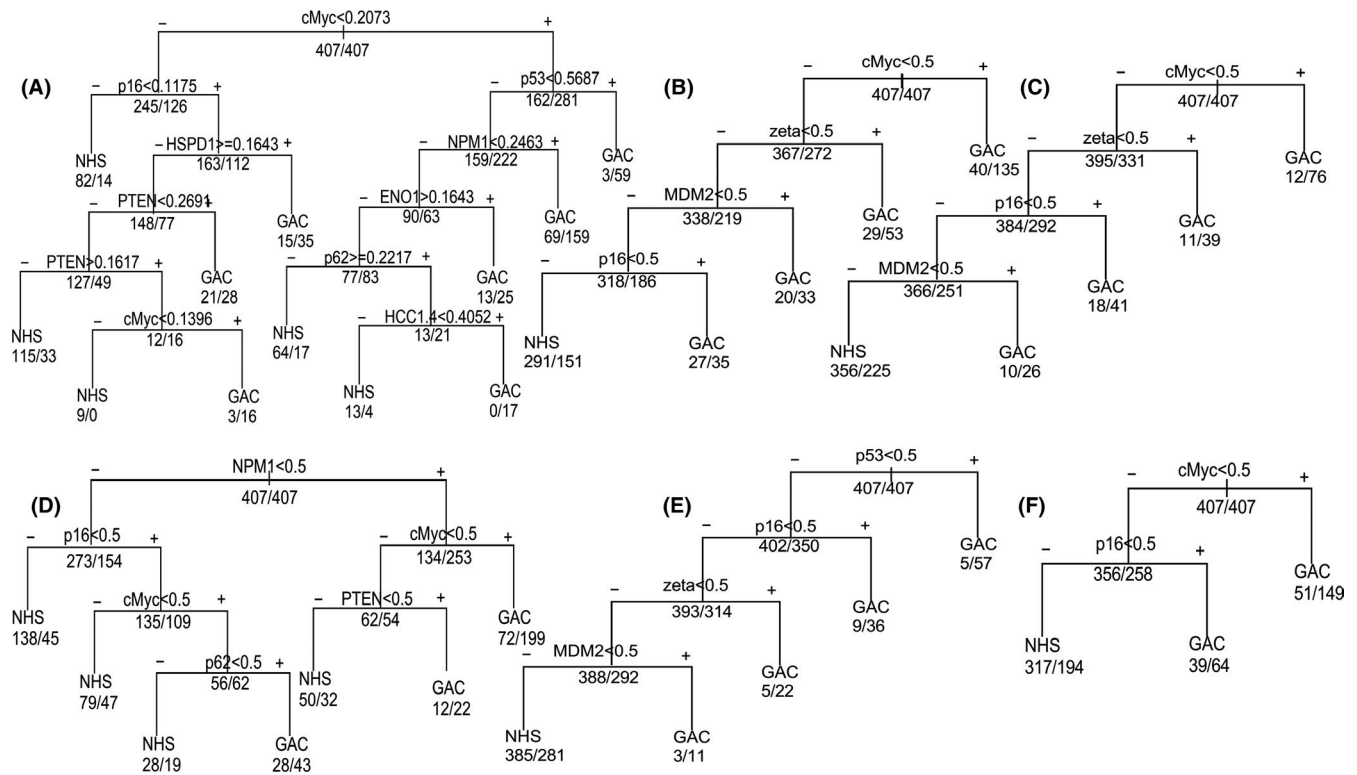 (A)
cMyc<0.2073
− +
407/407
− p16<0.1175 +
245/126
NHS
82/14
− HSPD1>=0.1643 +
163/112
− PTEN<0.2691 +
148/77
GAC
15/35
− PTEN>0.1617 +
127/49
GAC
21/28
NHS
115/33
− cMyc<0.1396 +
12/16
NHS
9/0
GAC
3/16
− p53<0.5687 +
162/281
− NPM1<0.2463 +
159/222
GAC
3/59
− ENO1>0.1643 +
90/63
GAC
69/159
− p62>=0.2217 +
77/83
GAC
13/25
NHS
64/17
− HCC1.4<0.4052 +
13/21
NHS
13/4
GAC
0/17
(B)
− cMyc<0.5 +
407/407
− zeta<0.5 +
367/272
GAC
40/135
− MDM2<0.5 +
338/219
GAC
29/53
− p16<0.5 +
318/186
GAC
20/33
NHS
291/151
GAC
27/35
(C)
− cMyc<0.5 +
407/407
− zeta<0.5 +
395/331
GAC
12/76
− p16<0.5 +
384/292
GAC
11/39
− MDM2<0.5 +
366/251
GAC
18/41
NHS
356/225
GAC
10/26
(D)
− NPM1<0.5 +
407/407
− p16<0.5 +
273/154
NHS
138/45
− cMyc<0.5 +
135/109
NHS
79/47
− p62<0.5 +
56/62
NHS
28/19
GAC
28/43
− cMyc<0.5 +
134/253
− PTEN<0.5 +
62/54
GAC
72/199
NHS
50/32
GAC
12/22
(E)
− p53<0.5 +
407/407
− p16<0.5 +
402/350
GAC
5/57
− zeta<0.5 +
393/314
GAC
9/36
− MDM2<0.5 +
388/292
GAC
5/22
NHS
385/281
GAC
3/11
(F)
− cMyc<0.5 +
407/407
− p16<0.5 +
356/258
GAC
51/149
NHS
317/194
GAC
39/64